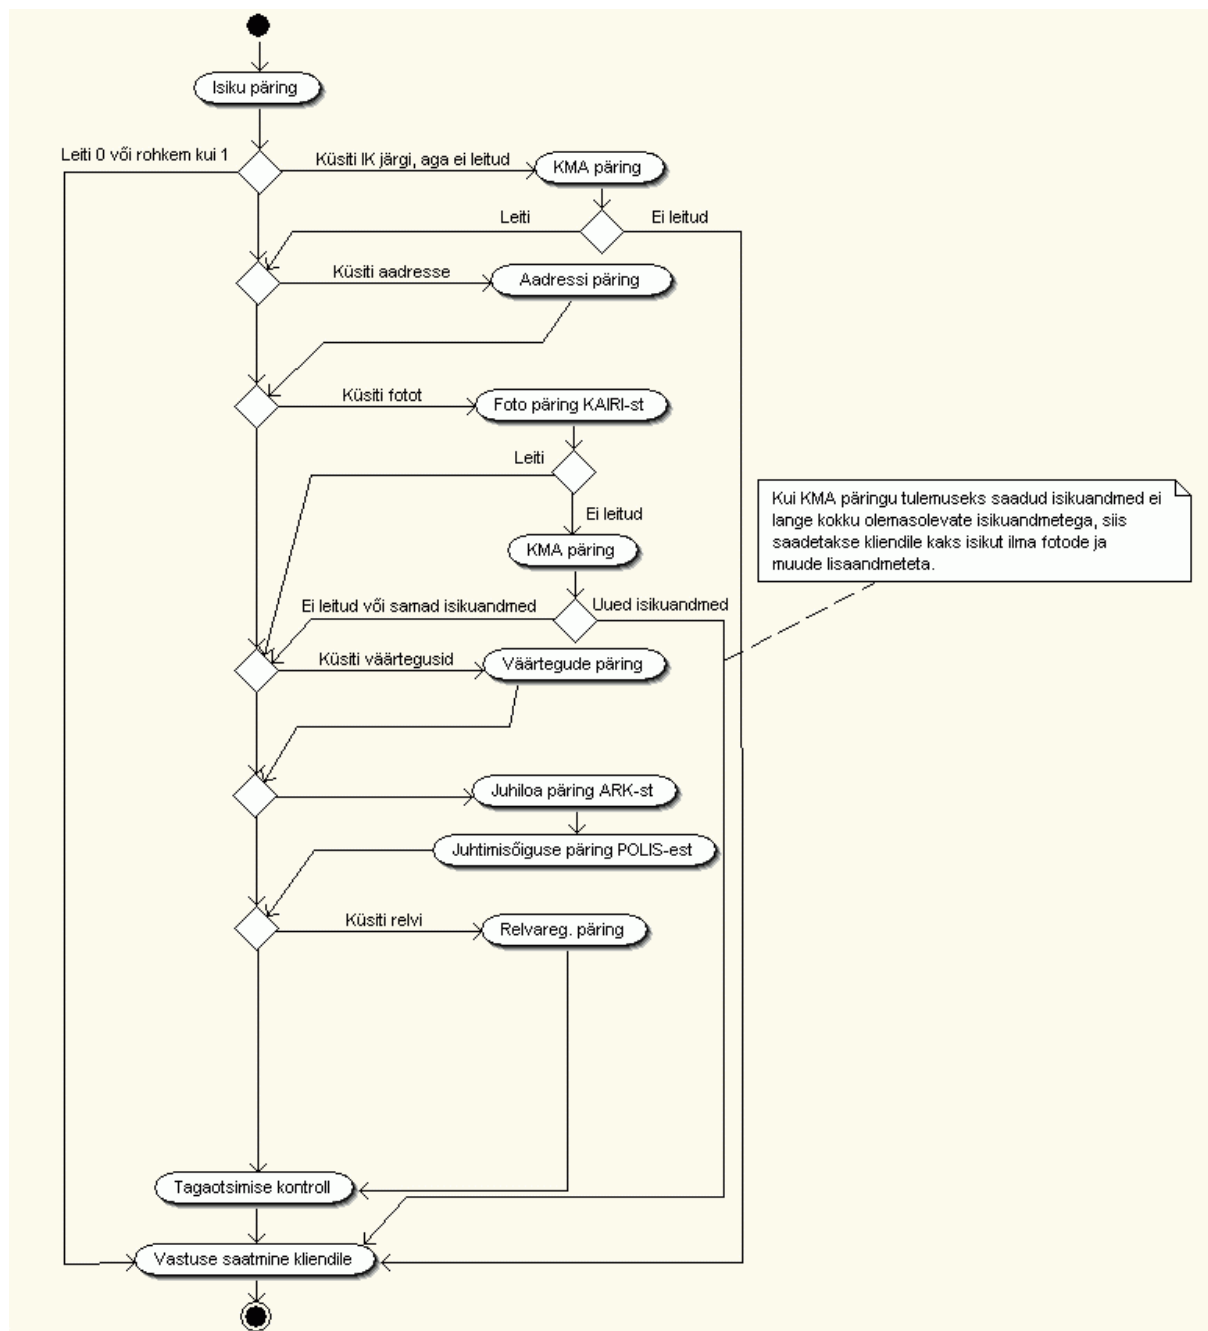 Isiku päring
Leiti 0 või rohkem kui 1
Küsiti IK järgi, aga ei leitud
KMA päring
Leiti
Ei leitud
Küsiti aadresse
Aadressi päring
Küsiti fotot
Foto päring KAIRI-st
Leiti
Ei leitud
Kui KMA päringu tulemuseks saadud isikuandmed ei
lange kokku olemasolevate isikuandmetega, siis
saadetakse kliendile kaks isikut ilma fotode ja
muude lisaandmeteta.
KMA päring
Ei leitud või samad isikuandmed
Uued isikuandmed
Küsiti väärtegusid
Väärtegude päring
Juhiloa päring ARK-st
Juhtimisõiguse päring POLIS-est
Küsiti relvi
Relvareg. päring
Tagaotsimise kontroll
Vastuse saatmine kliendile